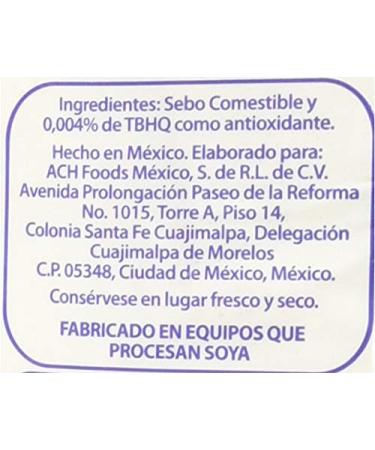 Ingredientes: Sebo Comestible y
0,004% de TBHQ como antioxidante.
Hecho en México. Elaborado para:
ACH Foods México, S. de R.L. de C.V.
Avenida Prolongación Paseo de la Reforma
No. 1015, Torre A, Piso 14,
Colonia Santa Fe Cuajimalpa, Delegación
Cuajimalpa de Morelos
C.P. 05348, Ciudad de México, México.
Consérvese en lugar fresco y seco.
FABRICADO EN EQUIPOS QUE
PROCESAN SOYA